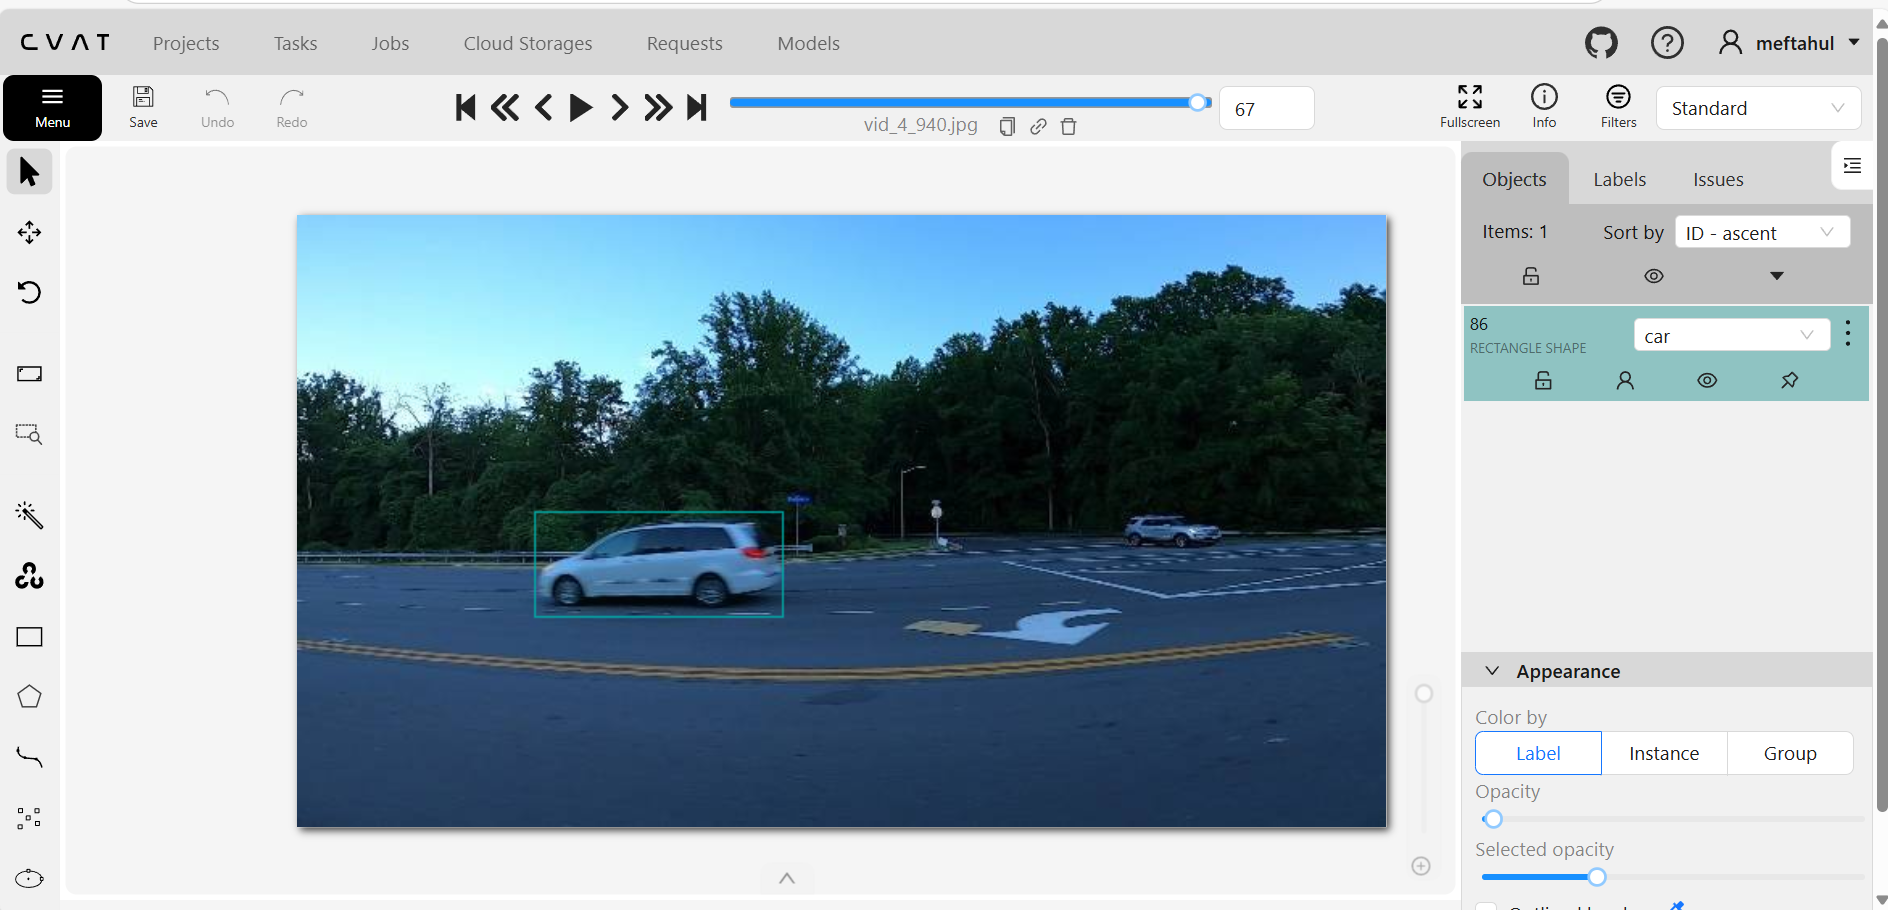 CVAT Projects Tasks Jobs Cloud Storages Requests Models meftahul
Menu Save Undo Redo 67 Fullscreen Info Filters Standard
vid_4_940.jpg
Objects Labels Issues
Items: 1 Sort by ID - ascent
86 car
RECTANGLE SHAPE
Appearance
Color by
Label Instance Group
Opacity
Selected opacity